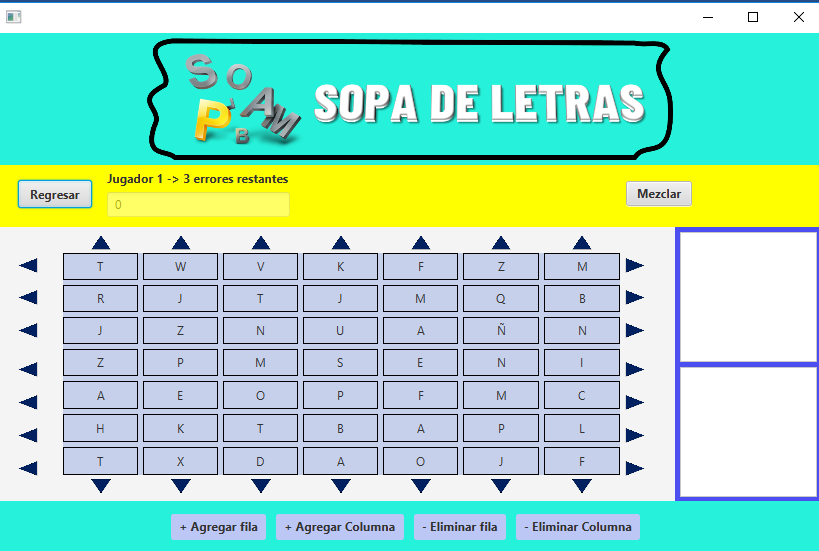 SOPA
SOPA DE LETRAS
B
Jugador 1 -> 3 errores restantes
Regresar
0
Mezclar
T W V K F Z M
R J T J M Q B
J Z N U A Ñ N
Z P M S E N I
A E O P F M C
H K T B A P L
T X D A O J F
+ Agregar fila
+ Agregar Columna
- Eliminar fila
- Eliminar Columna